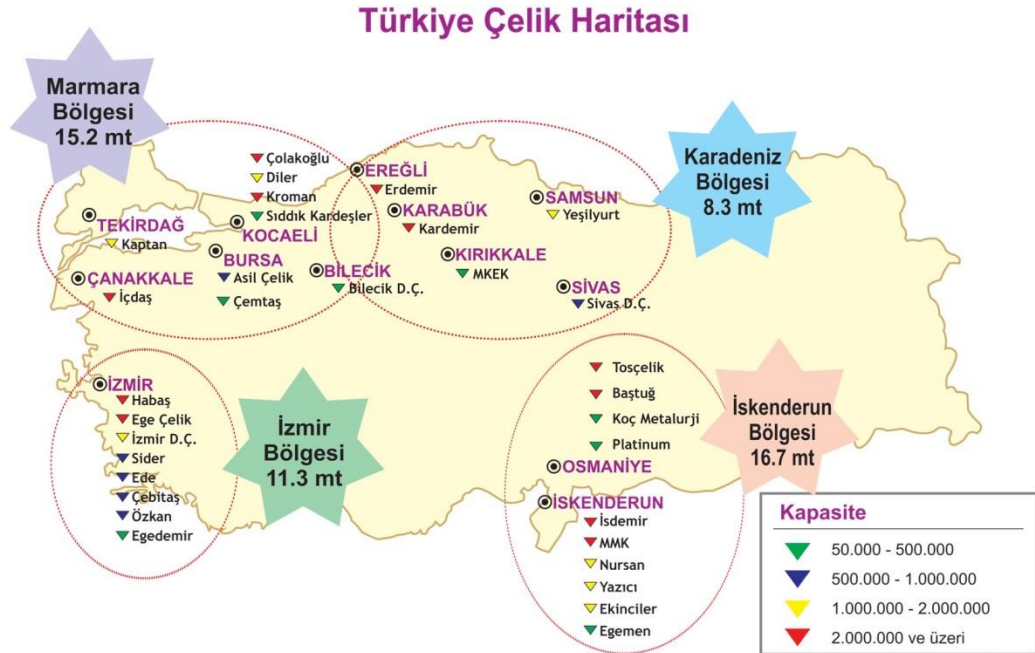 Türkiye Çelik Haritası
Marmara
Bölgesi
15.2 mt
Karadeniz
Bölgesi
8.3 mt
Çolakoğlu
Diler
Kroman
Sıddık Kardeşler
KOCAELİ
TEKİRDAĞ
Kaptan
ÇANAKKALE
İçdaş
BURSA
Asil Çelik
Çemtaş
BİLECİK
Bilecik D.Ç.
EREĞLİ
Erdemir
KARABÜK
Kardemir
KIRIKKALE
MKEK
SAMSUN
Yeşilyurt
SİVAS
Sivaş D.Ç.
İZMİR
Habaş
Ege Çelik
İzmir D.Ç.
Sider
Ede
Çebitaş
Özkan
Egedemir
İzmir
Bölgesi
11.3 mt
Tosçelik
Baştuğ
Koç Metalurji
Platinum
OSMANİYE
İSKENDERUN
İsdemir
MMK
Nursan
Yazıcı
Ekinciler
Egemen
İskenderun
Bölgesi
16.7 mt
Kapasite
50.000 - 500.000
500.000 - 1.000.000
1.000.000 - 2.000.000
2.000.000 ve üzeri